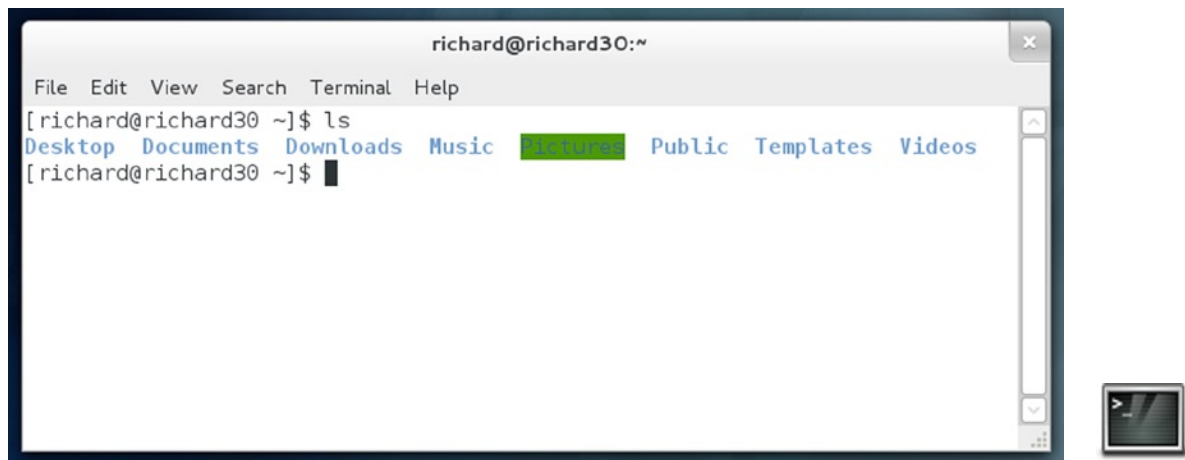 richard@richard30:~
File Edit View Search Terminal Help
[richard@richard30 ~]$ ls
Desktop Documents Downloads Music Pictures Public Templates Videos
[richard@richard30 ~]$
>_